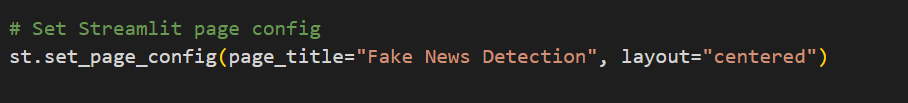 # Set Streamlit page config
st.set_page_config(page_title="Fake News Detection", layout="centered")